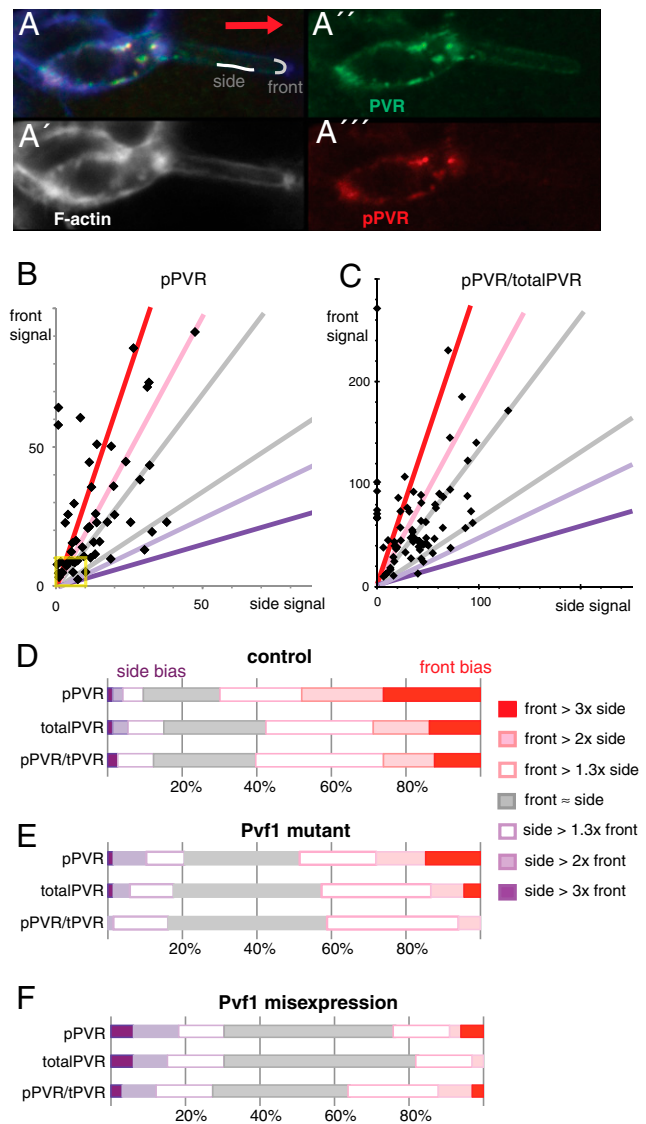 A
side
front
A´´
PVR
A´
F-actin
A´´´
pPVR
B
pPVR
front
signal
50
0
0
50
side signal
C
pPVR/totalPVR
front
signal
200
100
0
0
100
side signal
D
control
side bias
front bias
pPVR
totalPVR
pPVR/tPVR
20%
40%
60%
80%
front > 3x side
front > 2x side
front > 1.3x side
front ≈ side
side > 1.3x front
side > 2x front
side > 3x front
E
Pvf1 mutant
pPVR
totalPVR
pPVR/tPVR
20%
40%
60%
80%
F
Pvf1 misexpression
pPVR
totalPVR
pPVR/tPVR
20%
40%
60%
80%